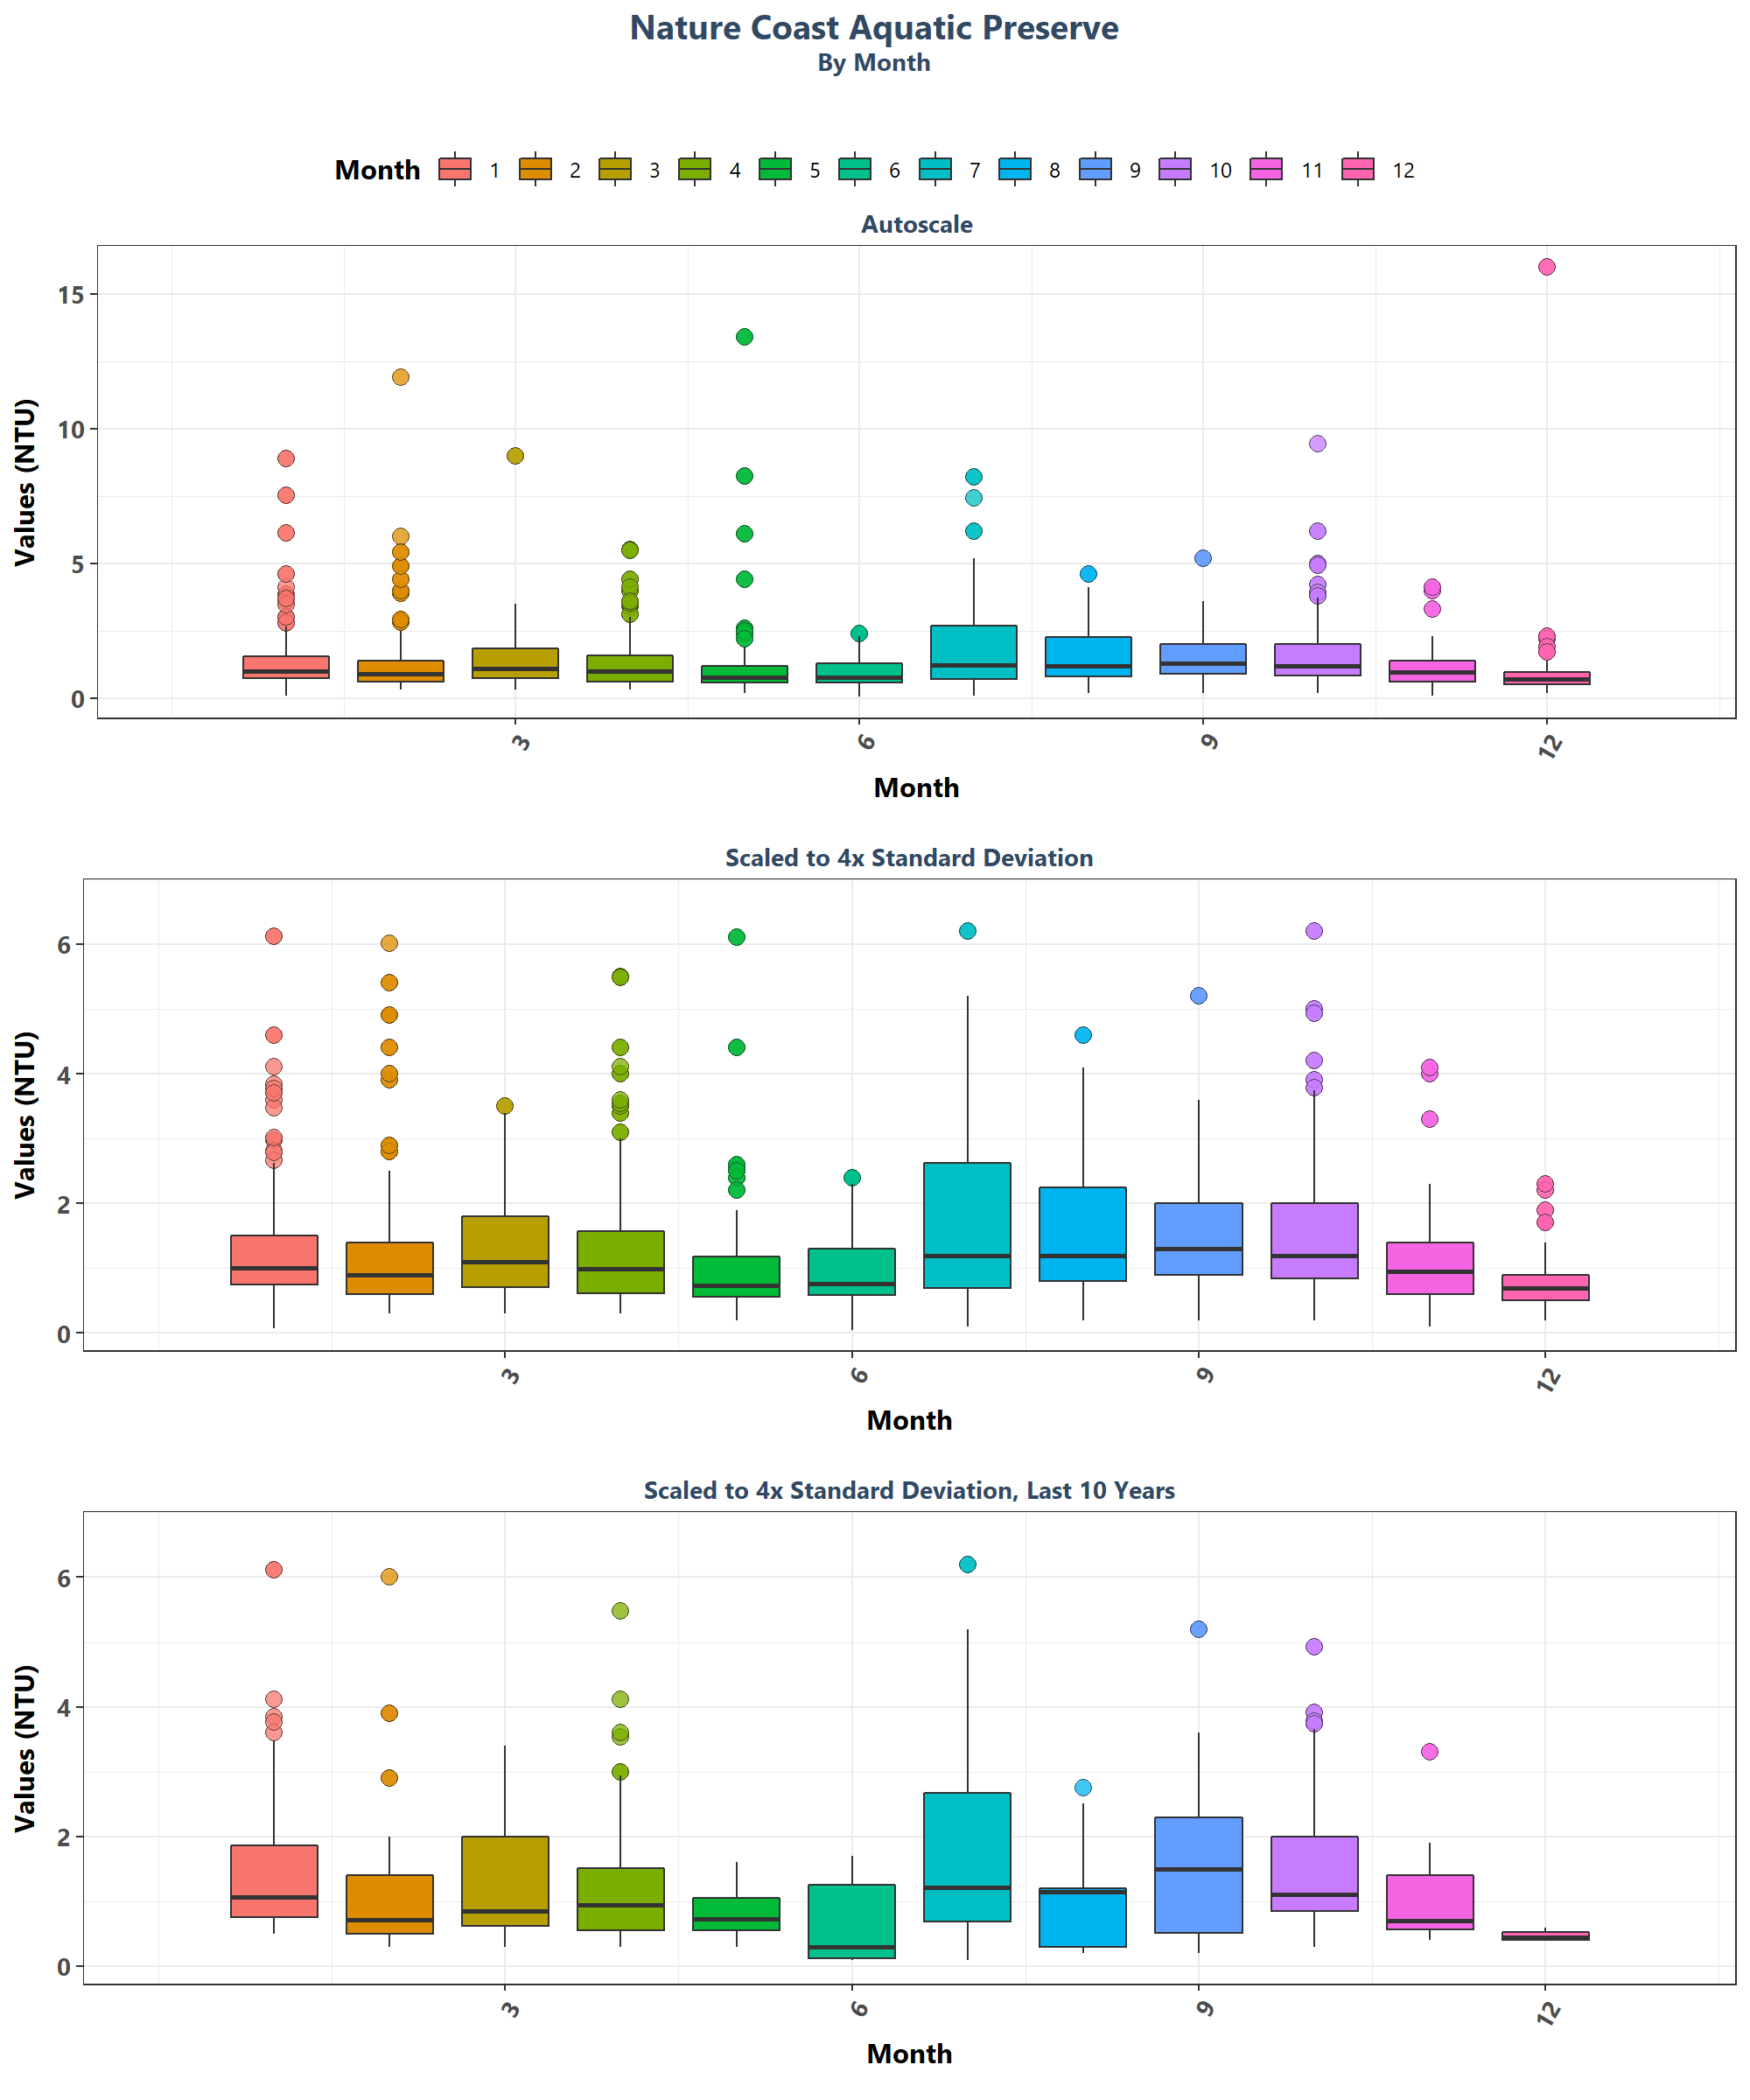 Nature Coast Aquatic Preserve
By Month
Month 1 2 3 4 5 6 7 8 9 10 11 12
Autoscale
Values (NTU)
15
10
5
0
3 6 9 12
Month
Scaled to 4x Standard Deviation
Values (NTU)
6
4
2
0
3 6 9 12
Month
Scaled to 4x Standard Deviation, Last 10 Years
Values (NTU)
6
4
2
0
3 6 9 12
Month